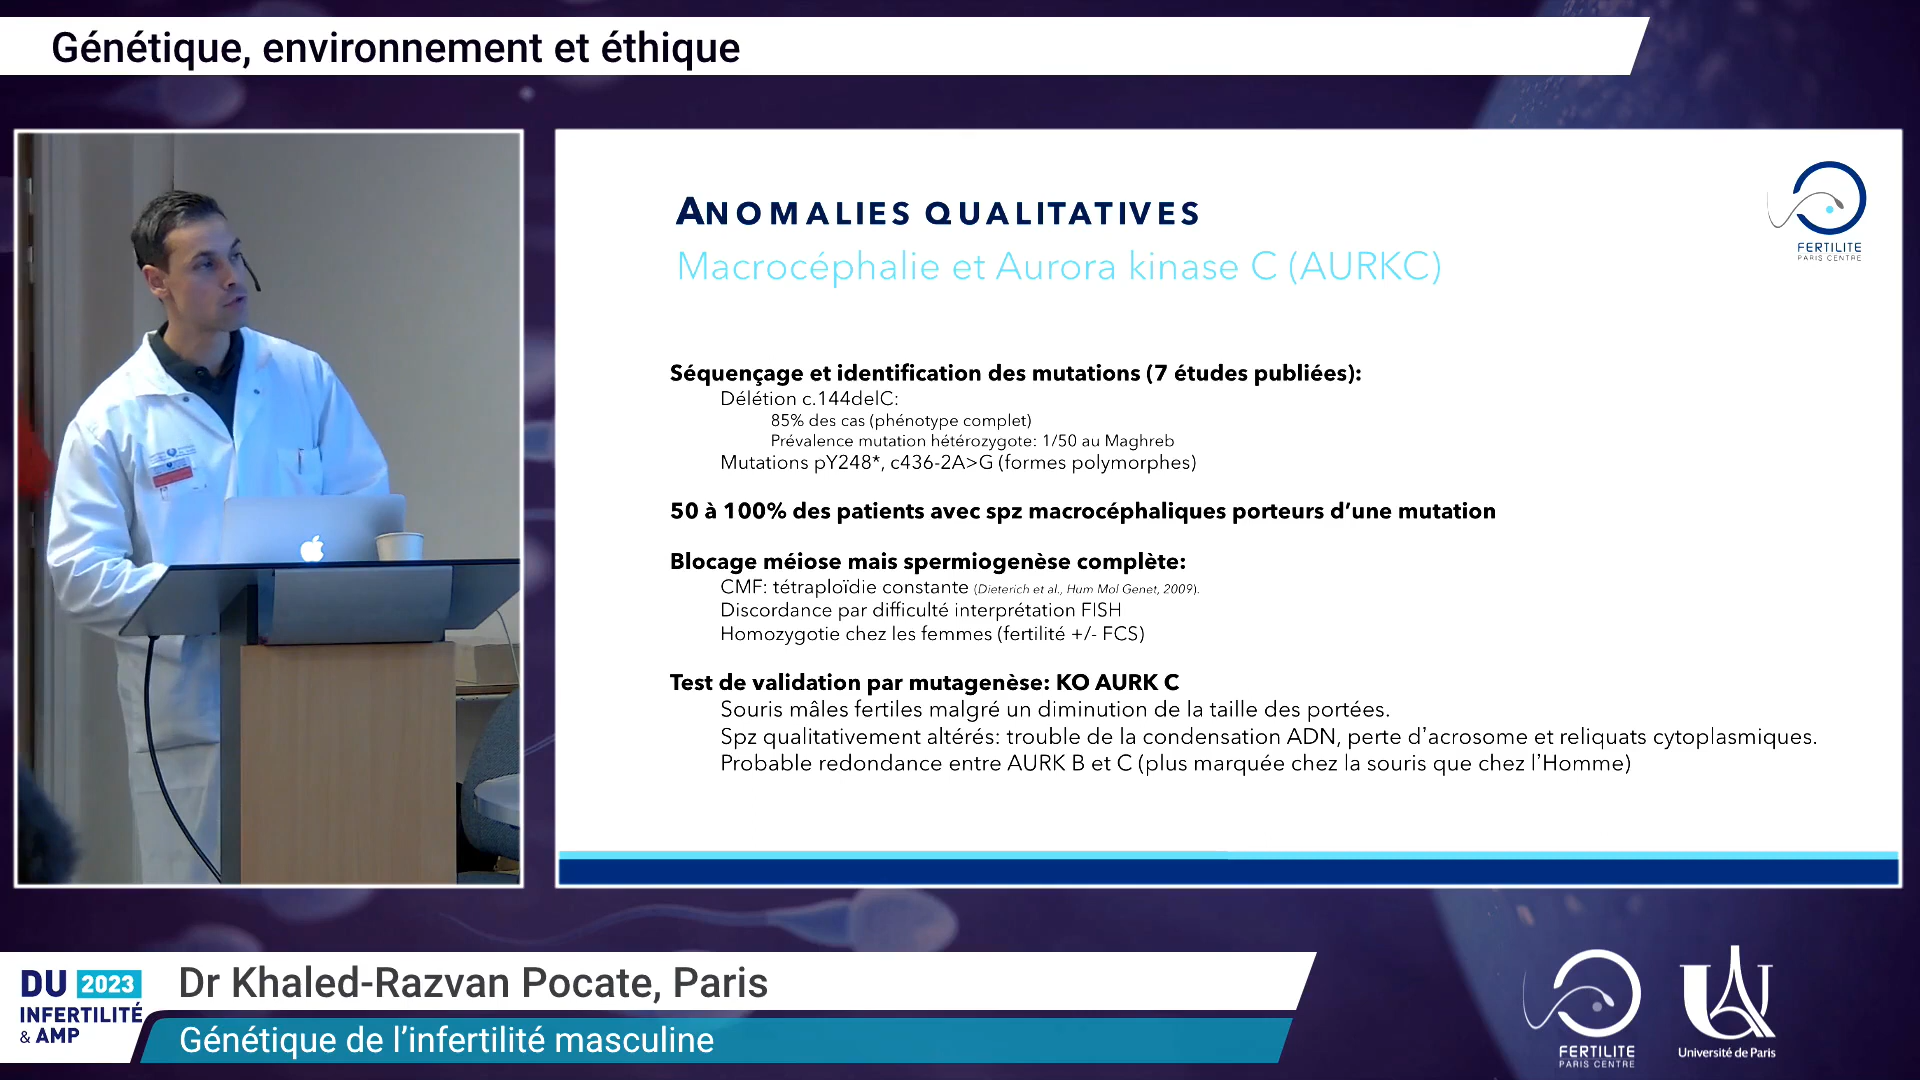 Génétique, environnement et éthique
ANOMALIES QUALITATIVES
Macrocéphalie et Aurora kinase C (AURKC)
FERTILITE
PARIS CENTRE
Séquençage et identification des mutations (7 études publiées):
Délétion c.144delC:
85% des cas (phénotype complet)
Prévalence mutation hétérozygote: 1/50 au Maghreb
Mutations pY248*, c436-2A>G (formes polymorphes)
50 à 100% des patients avec spz macrocéphaliques porteurs d’une mutation
Blocage méiose mais spermiogenèse complète:
CMF: tétraploïdie constante (Dieterich et al., Hum Mol Genet, 2009).
Discordance par difficulté interprétation FISH
Homozygotie chez les femmes (fertilité +/- FCS)
Test de validation par mutagenèse: KO AURK C
Souris mâles fertiles malgré un diminution de la taille des portées.
Spz qualitativement altérés: trouble de la condensation ADN, perte d’acrosome et reliquats cytoplasmiques.
Probable redondance entre AURK B et C (plus marquée chez la souris que chez l’Homme)
DU 2023
INFERTILITÉ
& AMP
Dr Khaled-Razvan Pocate, Paris
Génétique de l’infertilité masculine
FERTILITE
PARIS CENTRE
Université de Paris